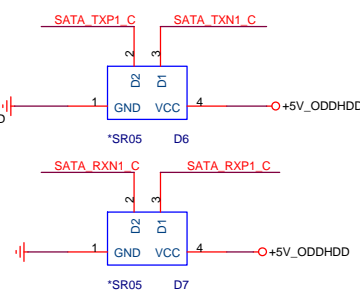 SATA_TXP1_C SATA_TXN1_C
2 3
D2 D1
1 GND VCC 4 +5V_ODDHDD
D
*SR05 D6
SATA_RXN1_C SATA_RXP1_C
2 3
D2 D1
1 GND VCC 4 +5V_ODDHDD
*SR05 D7